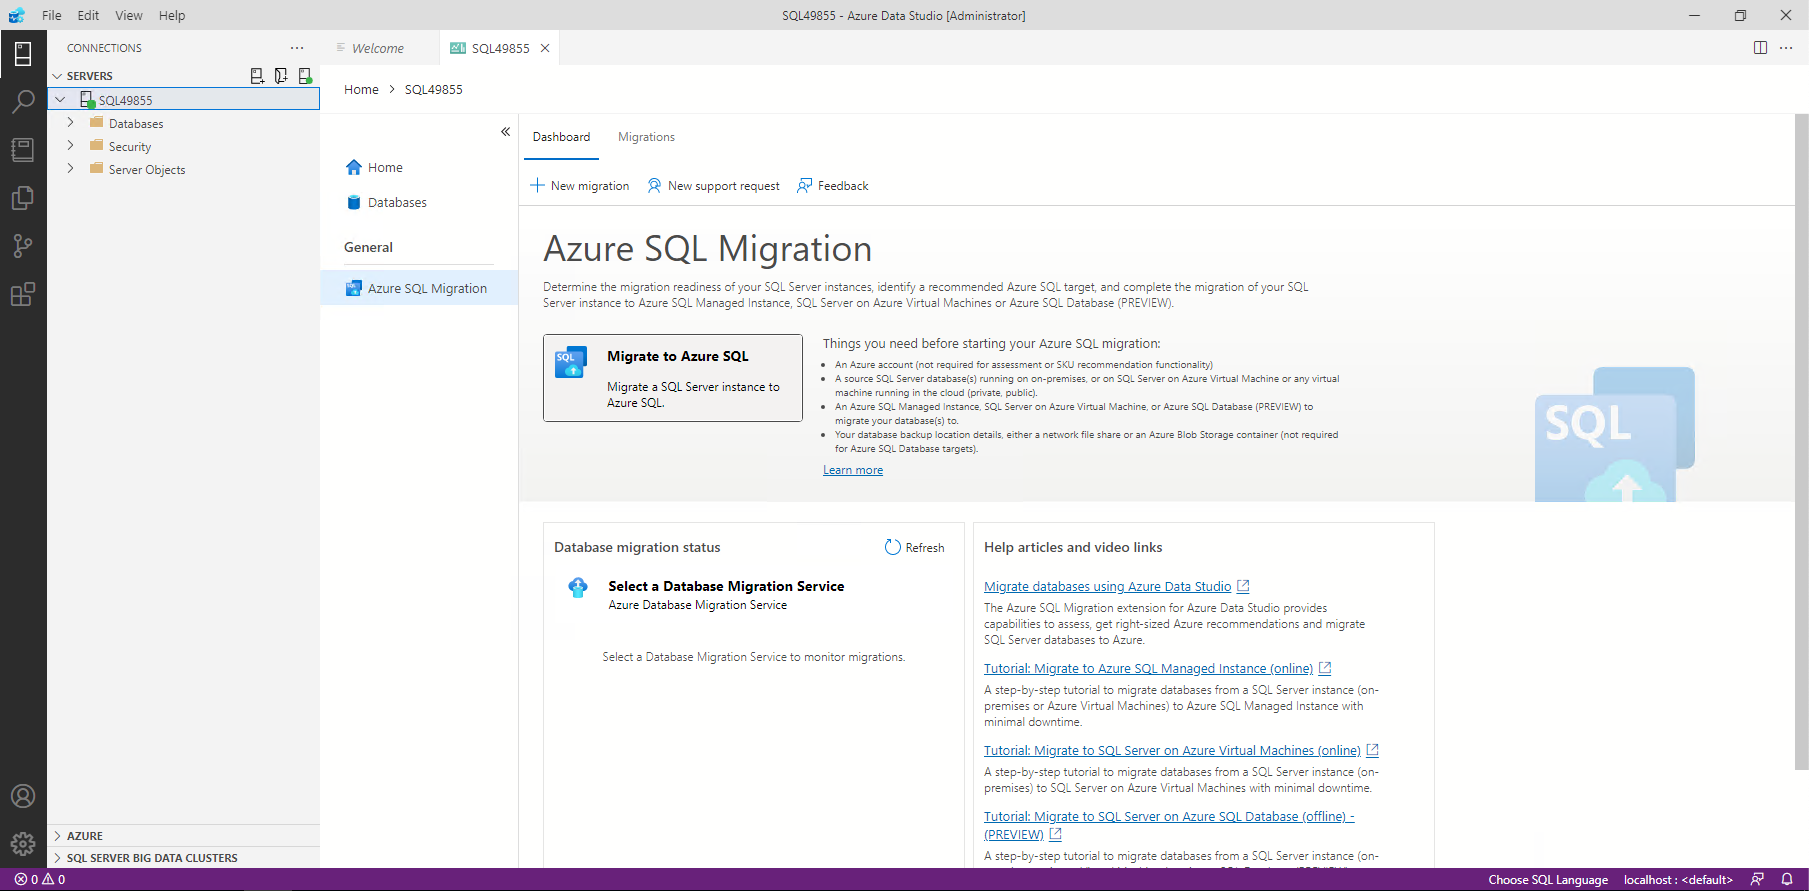 File Edit View Help
SQL49855 - Azure Data Studio [Administrator]
CONNECTIONS
SERVERS
SQL49855
Databases
Security
Server Objects
AZURE
SQL SERVER BIG DATA CLUSTERS
Welcome
SQL49855
Home > SQL49855
Home
Databases
General
Azure SQL Migration
Dashboard Migrations
New migration New support request Feedback
Azure SQL Migration
Determine the migration readiness of your SQL Server instances, identify a recommended Azure SQL target, and complete the migration of your SQL
Server instance to Azure SQL Managed Instance, SQL Server on Azure Virtual Machines or Azure SQL Database (PREVIEW).
SQL
Migrate to Azure SQL
Migrate a SQL Server instance to
Azure SQL.
Things you need before starting your Azure SQL migration:
• An Azure account (not required for assessment or SKU recommendation functionality)
• A source SQL Server database(s) running on on-premises, or on SQL Server on Azure Virtual Machine or any virtual
machine running in the cloud (private, public).
• An Azure SQL Managed Instance, SQL Server on Azure Virtual Machine, or Azure SQL Database (PREVIEW) to
migrate your database(s) to.
• Your database backup location details, either a network file share or an Azure Blob Storage container (not required
for Azure SQL Database targets).
Learn more
SQL
Database migration status
Refresh
Select a Database Migration Service
Azure Database Migration Service
Select a Database Migration Service to monitor migrations.
Help articles and video links
Migrate databases using Azure Data Studio
The Azure SQL Migration extension for Azure Data Studio provides
capabilities to assess, get right-sized Azure recommendations and migrate
SQL Server databases to Azure.
Tutorial: Migrate to Azure SQL Managed Instance (online)
A step-by-step tutorial to migrate databases from a SQL Server instance (on-
premises or Azure Virtual Machines) to Azure SQL Managed Instance with
minimal downtime.
Tutorial: Migrate to SQL Server on Azure Virtual Machines (online)
A step-by-step tutorial to migrate databases from a SQL Server instance (on-
premises) to SQL Server on Azure Virtual Machines with minimal downtime.
Tutorial: Migrate to SQL Server on Azure SQL Database (offline) -
(PREVIEW)
A step-by-step tutorial to migrate databases from a SQL Server instance (on-
0 0
Choose SQL Language localhost : <default>